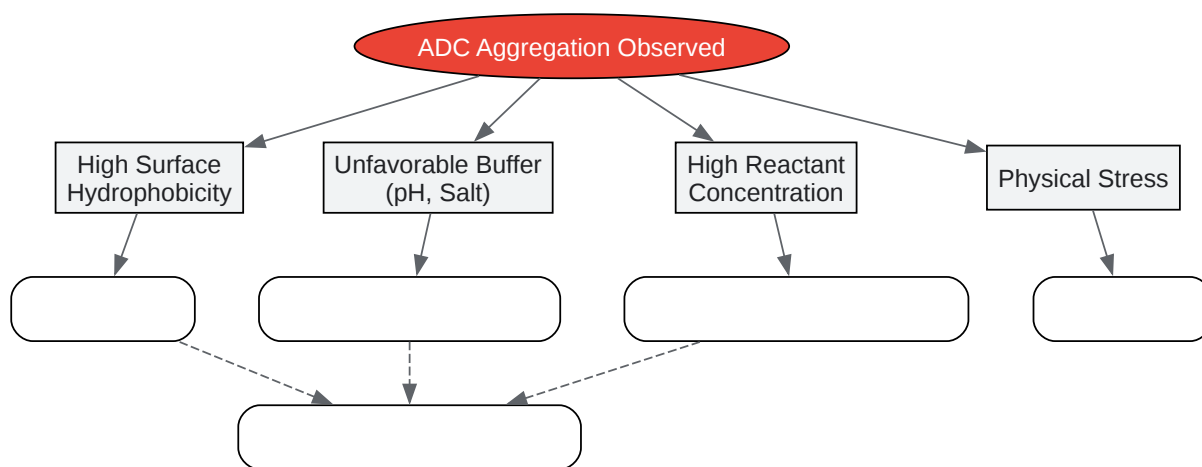 ADC Aggregation Observed
High Surface
Hydrophobicity
Unfavorable Buffer
(pH, Salt)
High Reactant
Concentration
Physical Stress